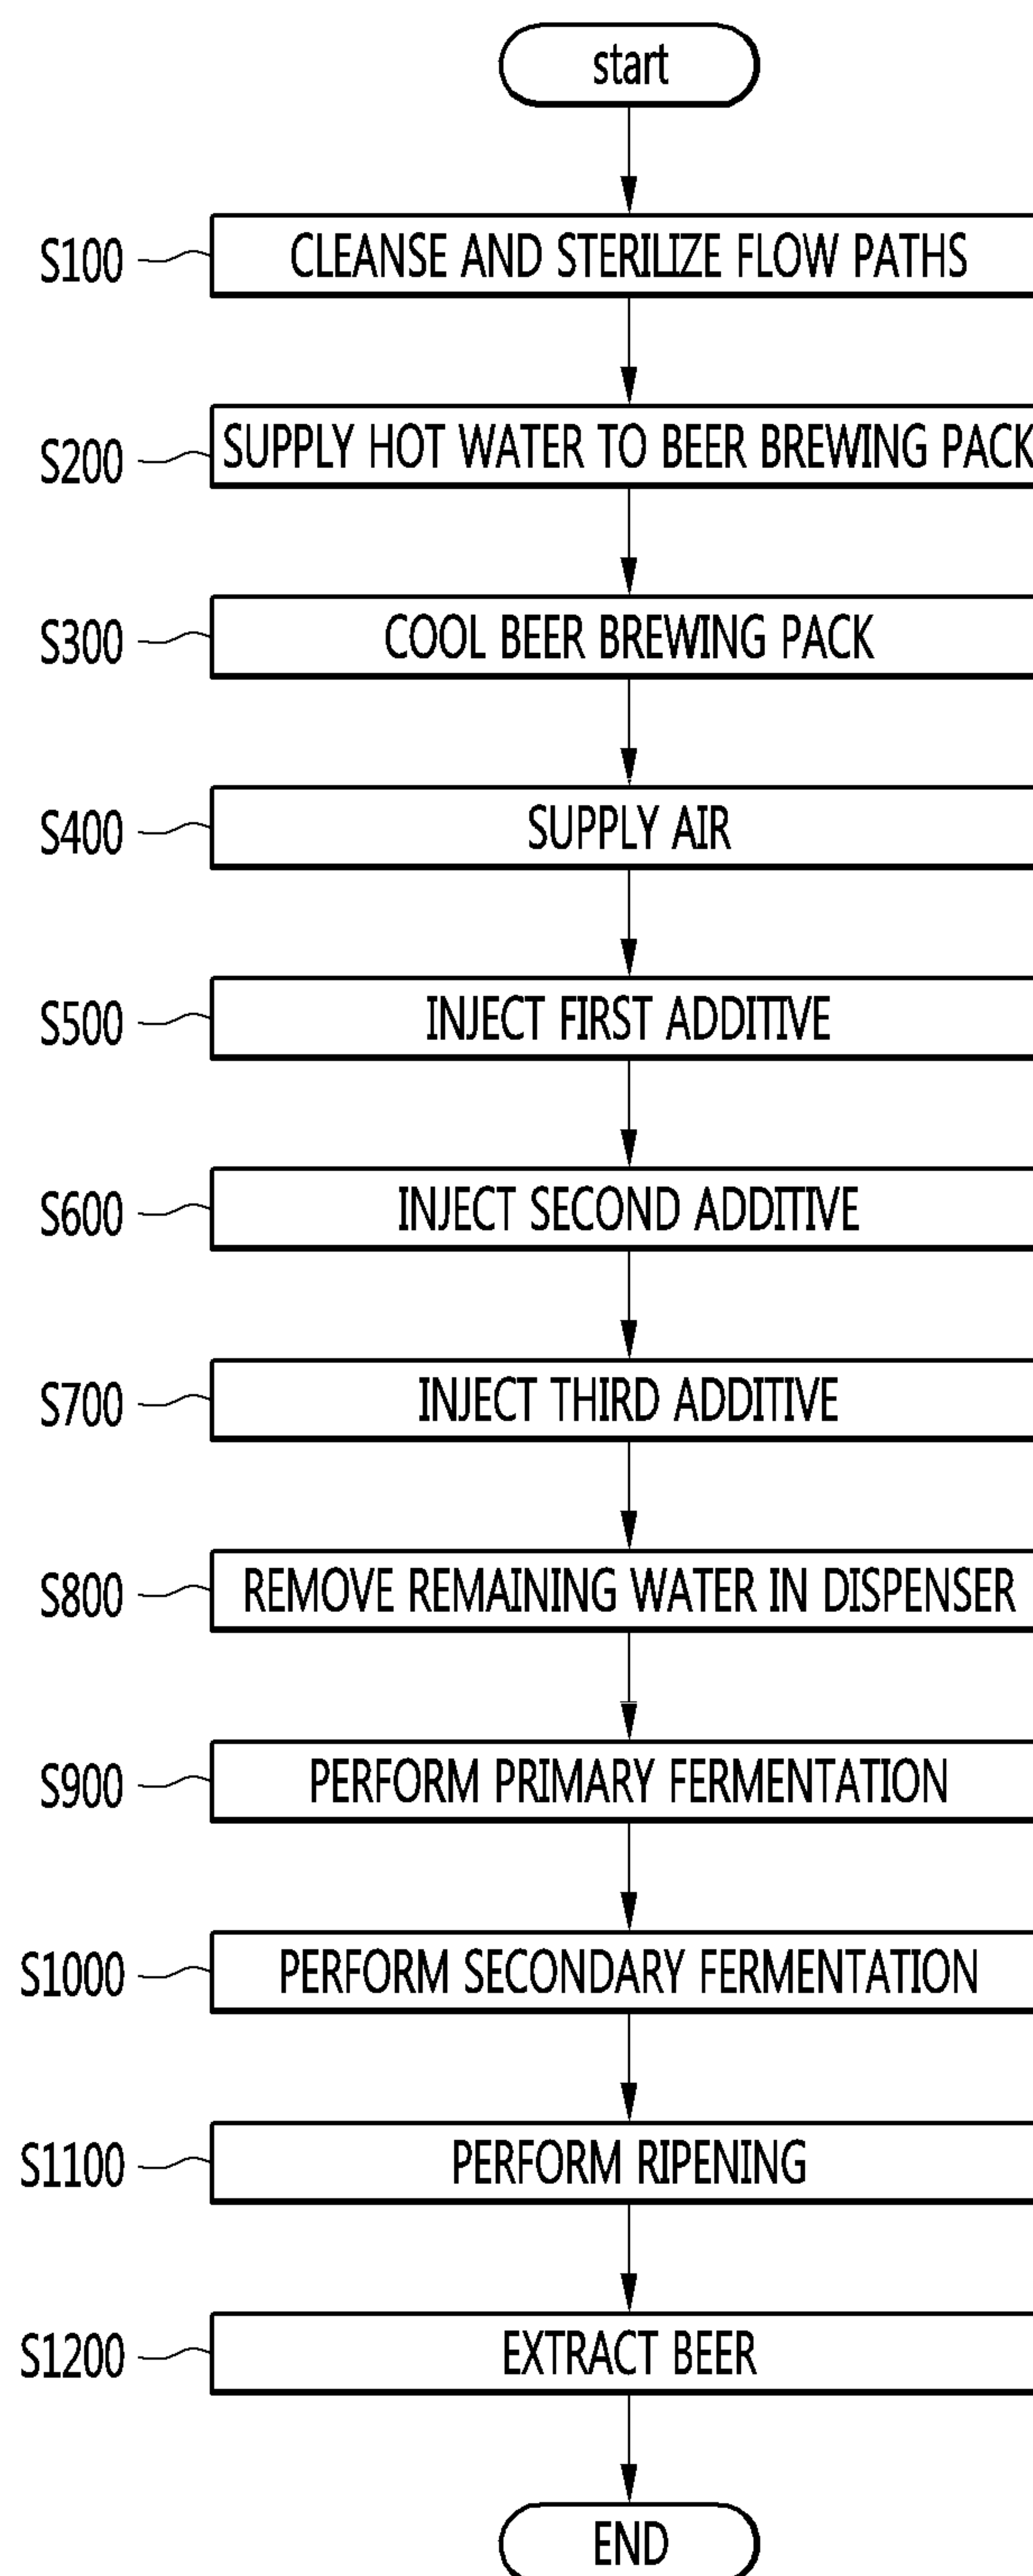 start
S100 CLEANSE AND STERILIZE FLOW PATHS
S200 SUPPLY HOT WATER TO BEER BREWING PACK
S300 COOL BEER BREWING PACK
S400 SUPPLY AIR
S500 INJECT FIRST ADDITIVE
S600 INJECT SECOND ADDITIVE
S700 INJECT THIRD ADDITIVE
S800 REMOVE REMAINING WATER IN DISPENSER
S900 PERFORM PRIMARY FERMENTATION
S1000 PERFORM SECONDARY FERMENTATION
S1100 PERFORM RIPENING
S1200 EXTRACT BEER
END